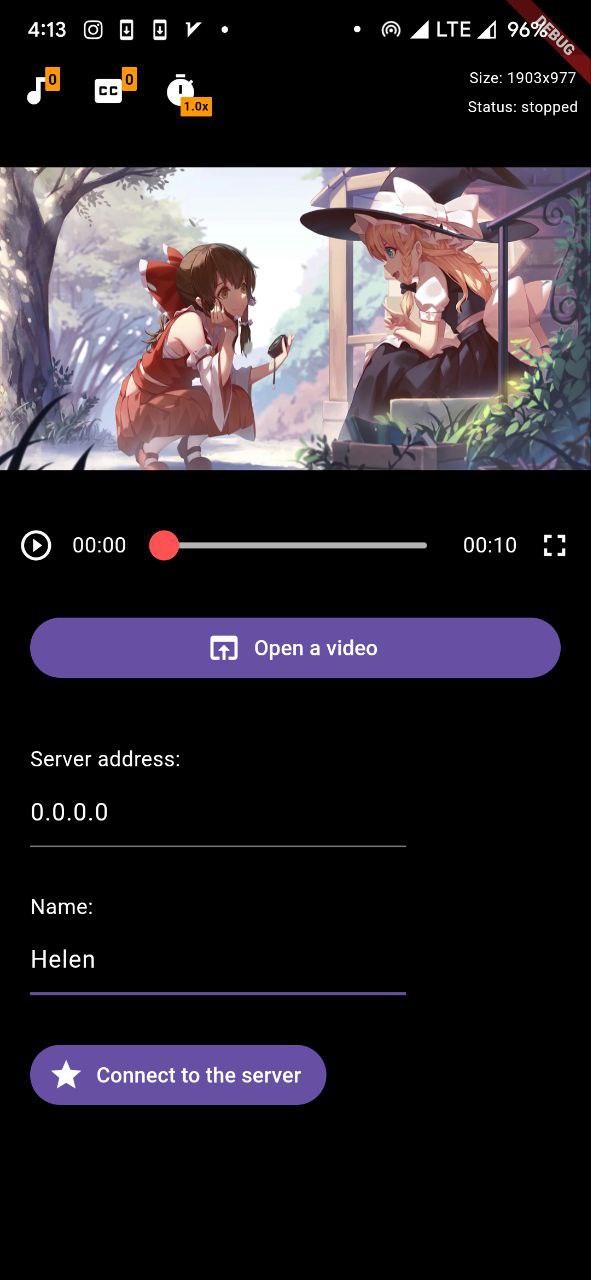 4:13 LTE 96%
DEBUG
0 CC 0 1.0x
Size: 1903x977
Status: stopped
00:00 00:10
Open a video
Server address:
0.0.0.0
Name:
Helen
Connect to the server